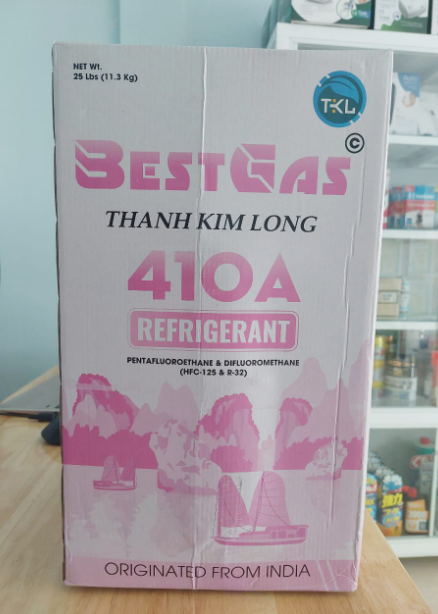 NET Wt.
25 Lbs (11.3 Kg)
TKL
©
BESTGAS
THANH KIM LONG
410A
REFRIGERANT
PENTAFLUOROETHANE & DIFLUOROMETHANE
(HFC-125 & R-32)
ORIGINATED FROM INDIA